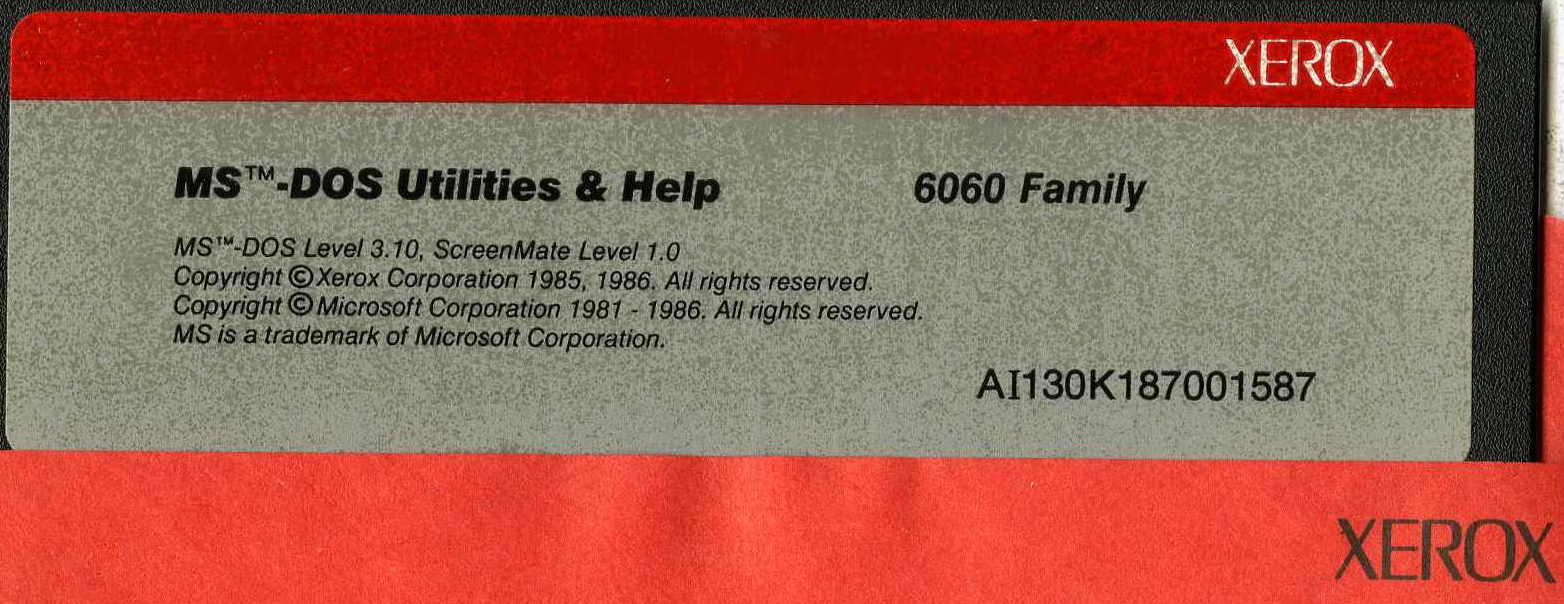 XEROX
MS™-DOS Utilities & Help 6060 Family
MS™-DOS Level 3.10, ScreenMate Level 1.0
Copyright ©Xerox Corporation 1985, 1986. All rights reserved.
Copyright ©Microsoft Corporation 1981 - 1986. All rights reserved.
MS is a trademark of Microsoft Corporation.
AI130K187001587
XEROX